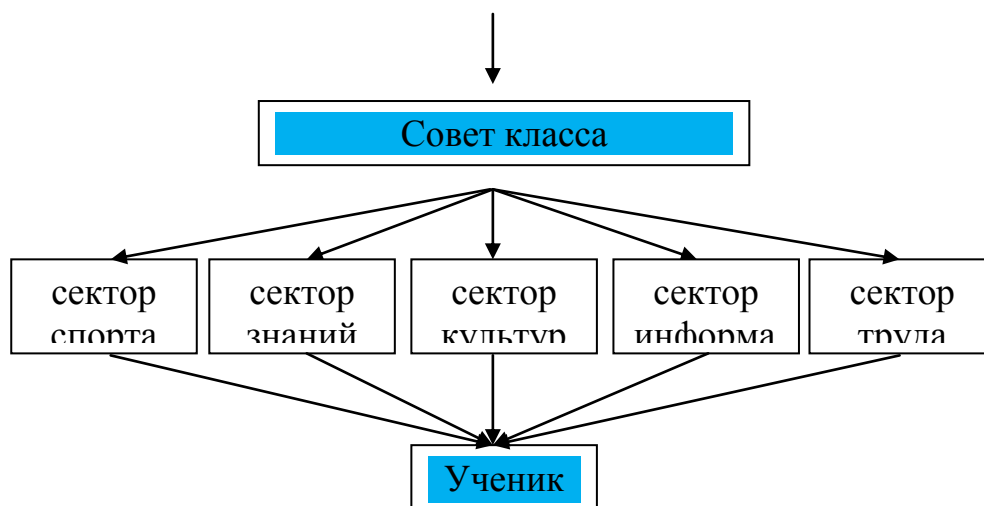 Совет класса
сектор
спорта
сектор
знаний
сектор
культур
сектор
информа
сектор
труда
Ученик